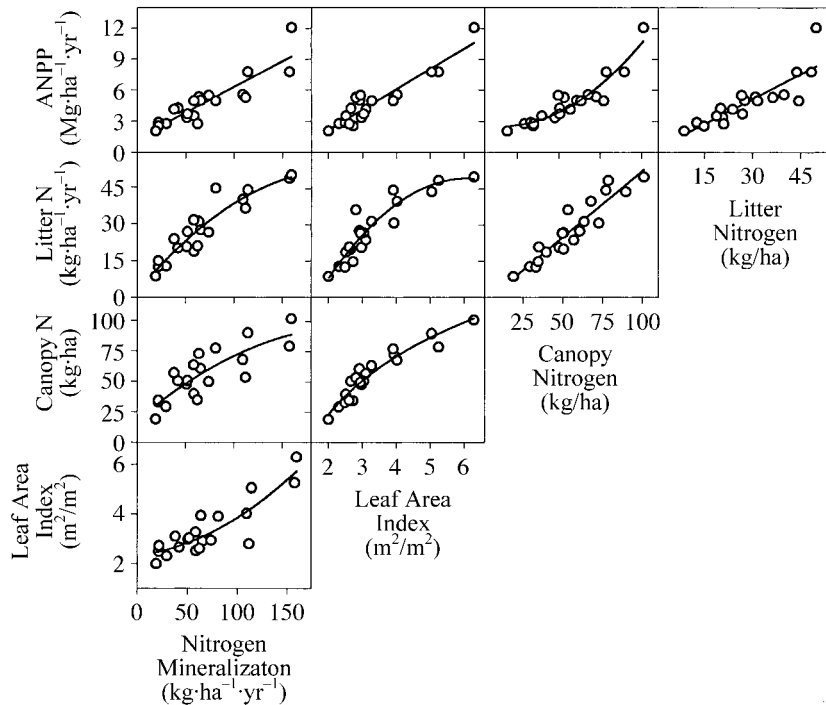 ANPP
(Mg·ha⁻¹·yr⁻¹)
12
9
6
3
0
Litter N
(kg·ha⁻¹·yr⁻¹)
45
30
15
0
15 30 45
Litter
Nitrogen
(kg/ha)
Canopy N
(kg·ha)
100
75
50
25
0
25 50 75 100
Canopy
Nitrogen
(kg/ha)
Leaf Area
Index
(m²/m²)
6
4
2
2 3 4 5 6
Leaf Area
Index
(m²/m²)
0 50 100 150
Nitrogen
Mineralizaton
(kg·ha⁻¹·yr⁻¹)